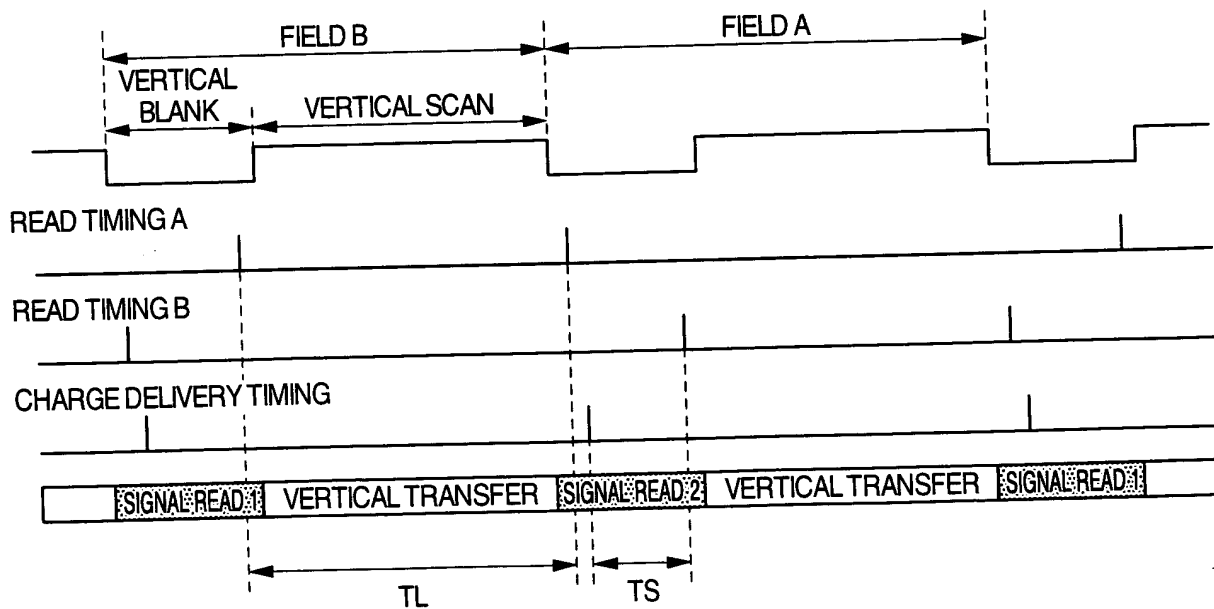 FIELD B
FIELD A
VERTICAL
BLANK
VERTICAL SCAN
READ TIMING A
READ TIMING B
CHARGE DELIVERY TIMING
SIGNAL READ 1
VERTICAL TRANSFER
SIGNAL READ 2
VERTICAL TRANSFER
SIGNAL READ 1
TL
TS